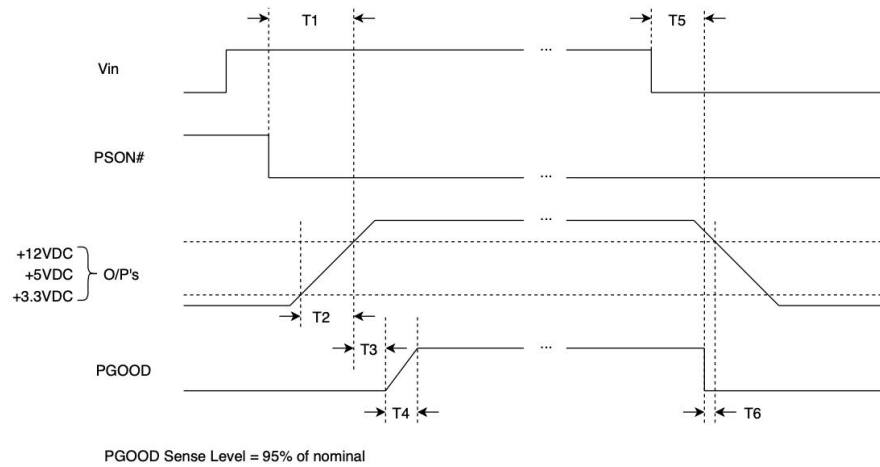 T1
T5
Vin
...
PSON#
...
+12VDC
+5VDC
+3.3VDC
O/P's
...
T2
T3
PGOOD
...
T4
T6
PGOOD Sense Level = 95% of nominal